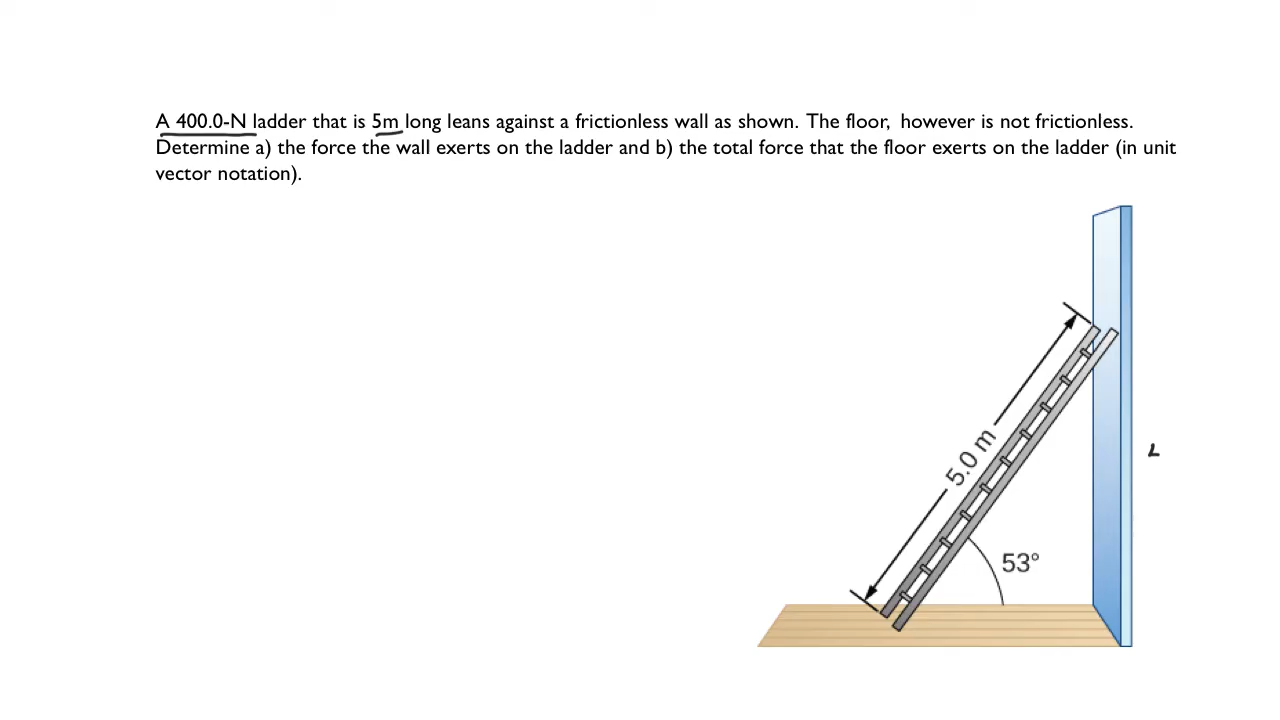 A 400.0-N ladder that is 5m long leans against a frictionless wall as shown. The floor, however is not frictionless.
Determine a) the force the wall exerts on the ladder and b) the total force that the floor exerts on the ladder (in unit
vector notation).
5.0 m
53°